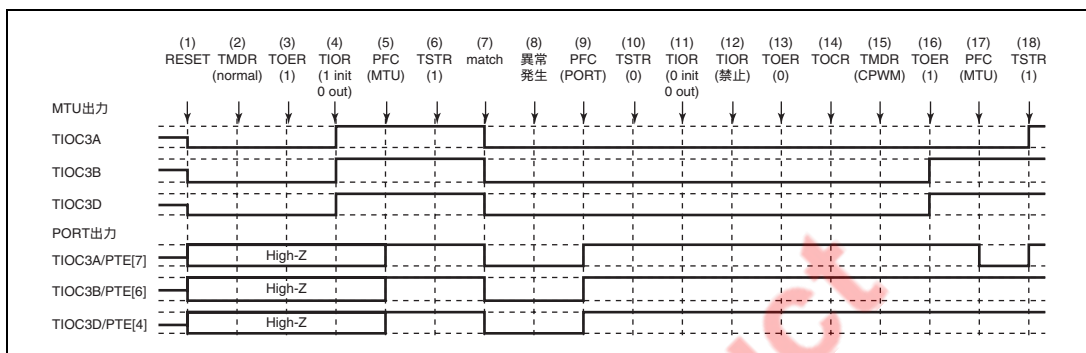 (1) (2) (3) (4) (5) (6) (7) (8) (9) (10) (11) (12) (13) (14) (15) (16) (17) (18)
RESET TMDR TOER TIOR PFC TSTR match 異常 PFC TSTR TIOR TIOR TOER TOCR TMDR TOER PFC TSTR
(normal) (1) (1 init (MTU) (1) 発生 (PORT) (0) (0 init (禁止) (0) (CPWM) (1) (MTU) (1)
0 out) 0 out)
MTU出力
TIOC3A
TIOC3B
TIOC3D
PORT出力
TIOC3A/PTE[7] High-Z
TIOC3B/PTE[6] High-Z
TIOC3D/PTE[4] High-Z